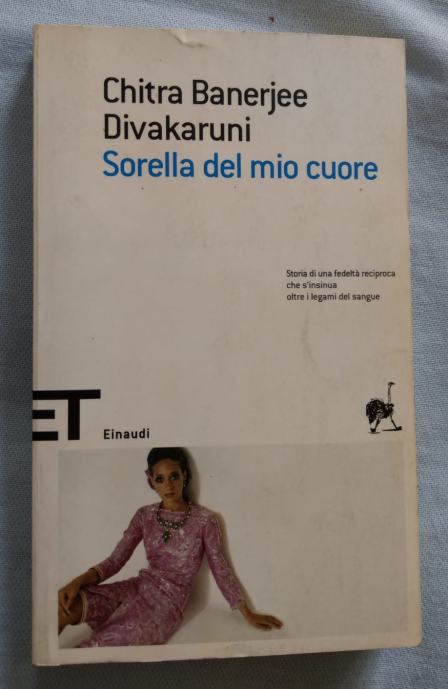 Chitra Banerjee
Divakaruni
Sorella del mio cuore
Storia di una fedeltà reciproca
che s'insinua
oltre i legami del sangue
ET
Einaudi